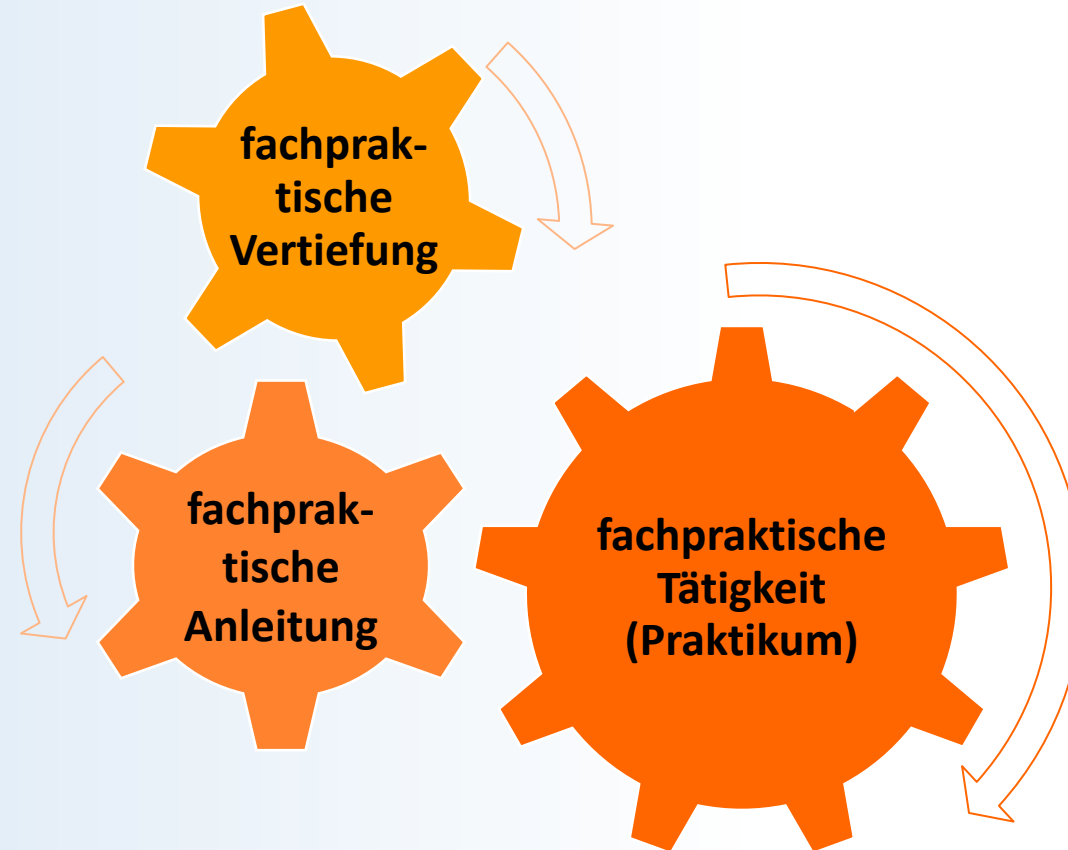 fachprak-
tische
Vertiefung
fachprak-
tische
Anleitung
fachpraktische
Tätigkeit
(Praktikum)